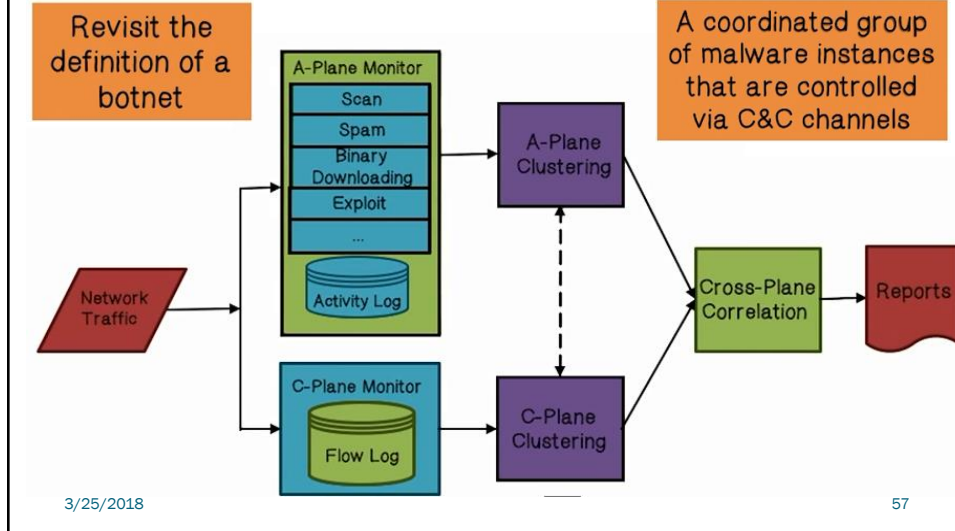 Revisit the
definition of a
botnet
A coordinated group
of malware instances
that are controlled
via C&C channels
A-Plane Monitor
Scan
Spam
Binary
Downloading
Exploit
...
Activity Log
A-Plane
Clustering
Network
Traffic
Cross-Plane
Correlation
Reports
C-Plane Monitor
Flow Log
C-Plane
Clustering
3/25/2018
57